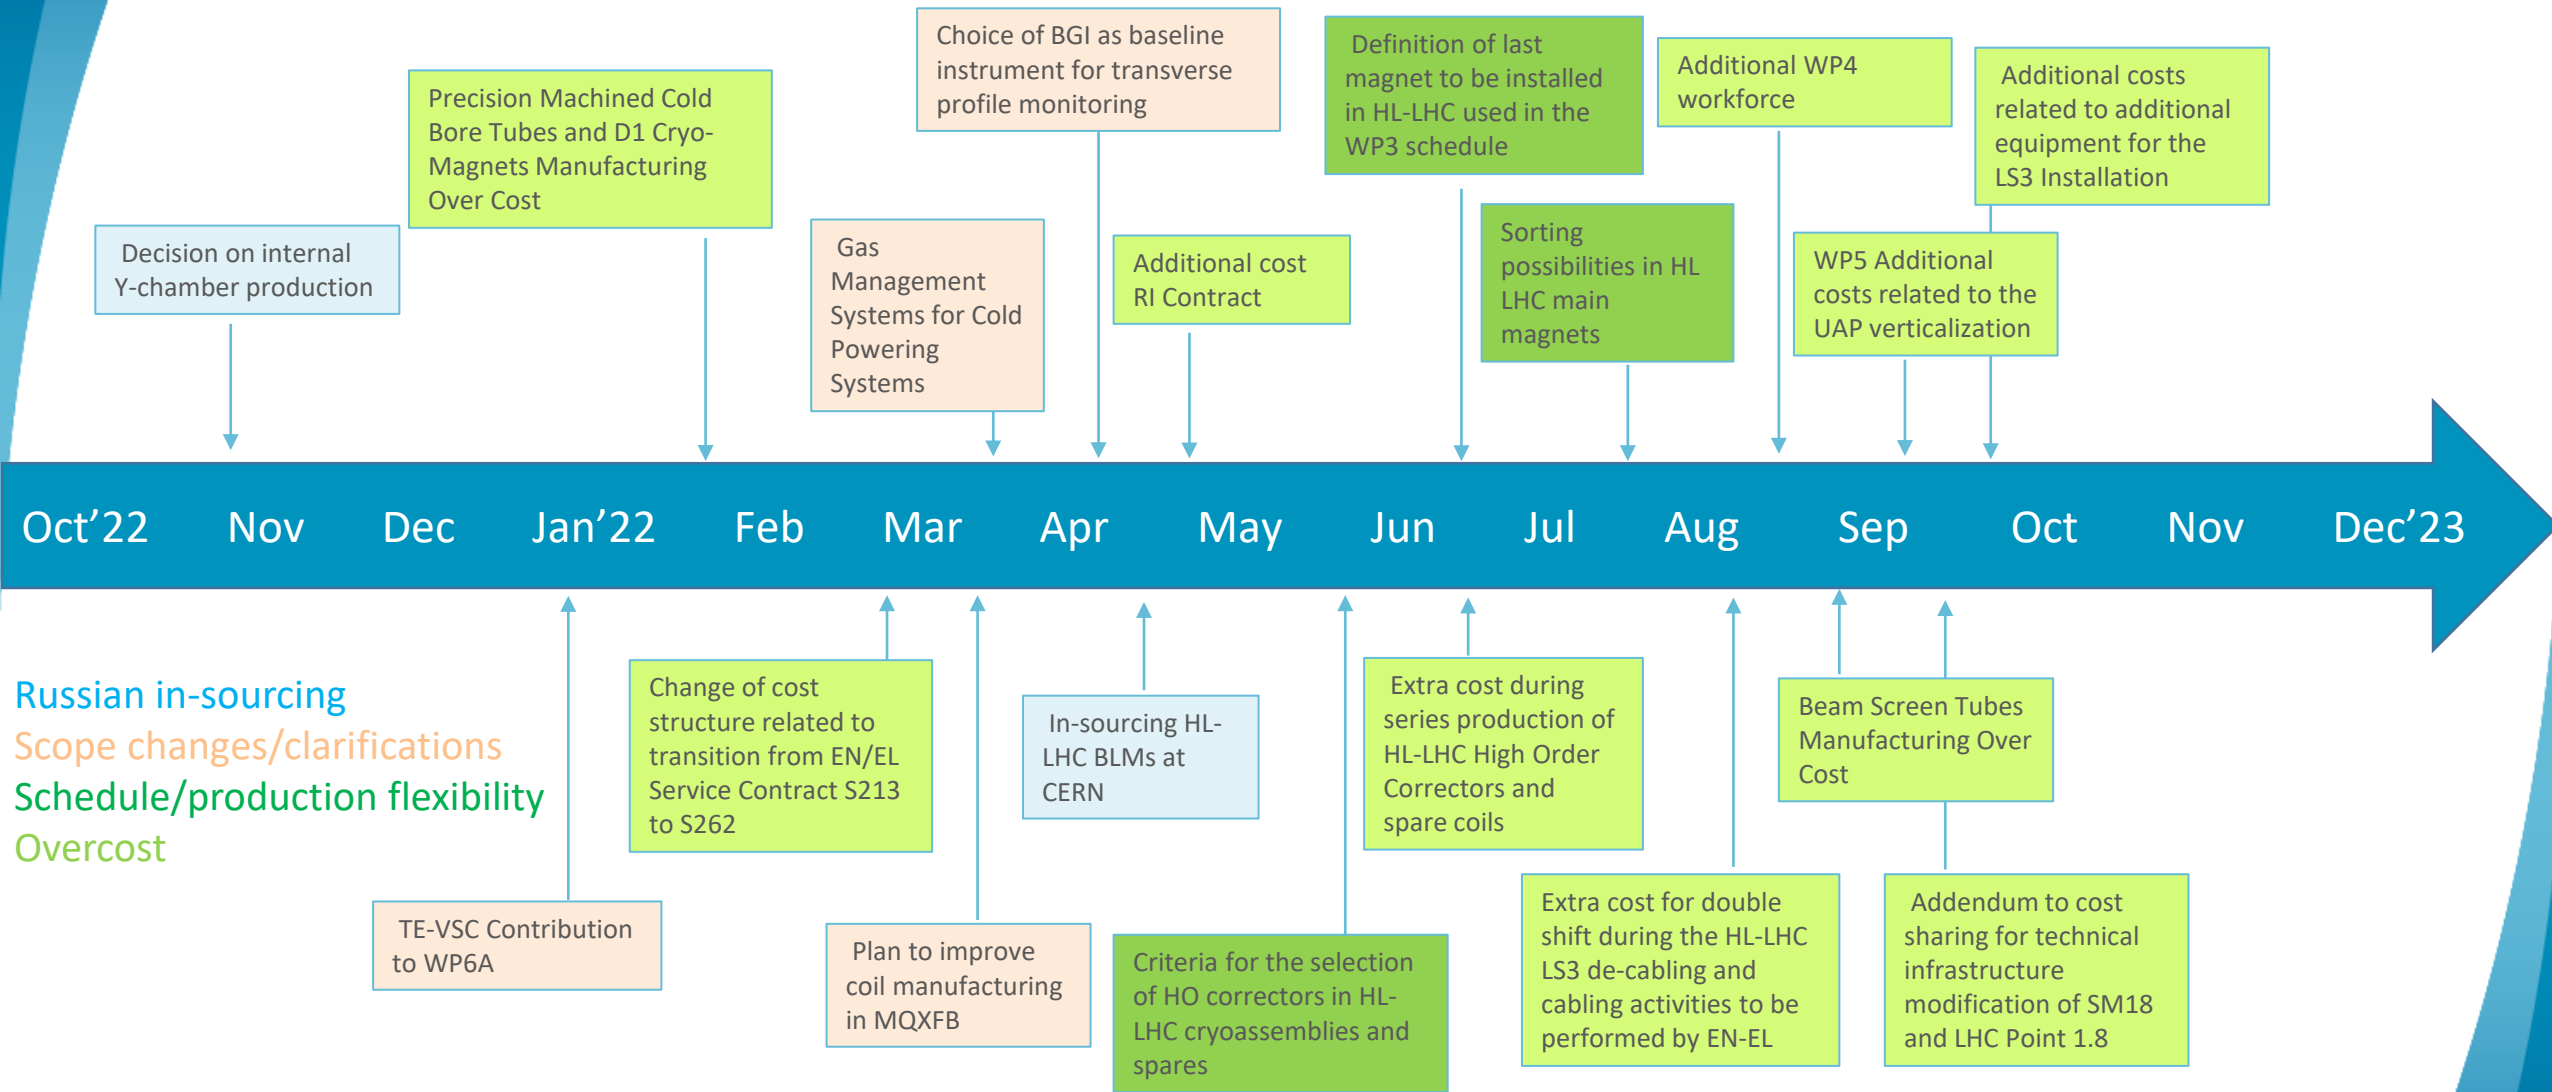 Choice of BGI as baseline
instrument for transverse
profile monitoring
Definition of last
magnet to be installed
in HL-LHC used in the
WP3 schedule
Additional WP4
workforce
Additional costs
related to additional
equipment for the
LS3 Installation
Precision Machined Cold
Bore Tubes and D1 Cryo-
Magnets Manufacturing
Over Cost
Decision on internal
Y-chamber production
Gas
Management
Systems for Cold
Powering
Systems
Additional cost
RI Contract
Sorting
possibilities in HL
LHC main
magnets
WP5 Additional
costs related to the
UAP verticalization
Oct’22 Nov Dec Jan’22 Feb Mar Apr May Jun Jul Aug Sep Oct Nov Dec’23
Russian in-sourcing
Scope changes/clarifications
Schedule/production flexibility
Overcost
TE-VSC Contribution
to WP6A
Change of cost
structure related to
transition from EN/EL
Service Contract S213
to S262
Plan to improve
coil manufacturing
in MQXFB
In-sourcing HL-
LHC BLMs at
CERN
Criteria for the selection
of HO correctors in HL-
LHC cryoassemblies and
spares
Extra cost during
series production of
HL-LHC High Order
Correctors and
spare coils
Extra cost for double
shift during the HL-LHC
LS3 de-cabling and
cabling activities to be
performed by EN-EL
Beam Screen Tubes
Manufacturing Over
Cost
Addendum to cost
sharing for technical
infrastructure
modification of SM18
and LHC Point 1.8